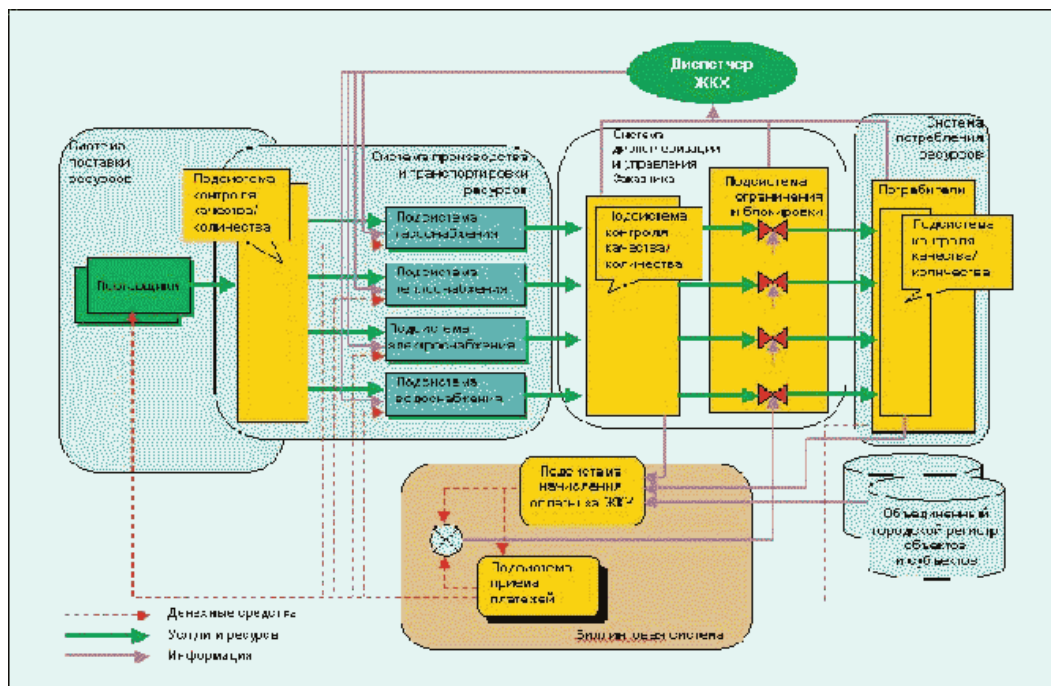 Диспетчер
ЖКХ
Система
поставки
ресурсов
Подсистема
контроля
качества/
количества
Поставщики
Система производства
и транспортировки
ресурсов
Подсистема
газоснабжения
Подсистема
теплоснабжения
Подсистема
электроснабжения
Подсистема
водоснабжения
Система
диспетчеризации
и управления
Заказчика
Подсистема
контроля
качества/
количества
Подсистема
ограничения
и блокировки
Система
потребления
ресурсов
Потребители
Подсистема
контроля
качества/
количества
Подсистема
начисления
оплаты за ЖКУ
Подсистема
приема
платежей
Биллинговая система
Объединенный
городской регистр
объектов
и субъектов
Денежные средства
Услуги и ресурсы
Информация